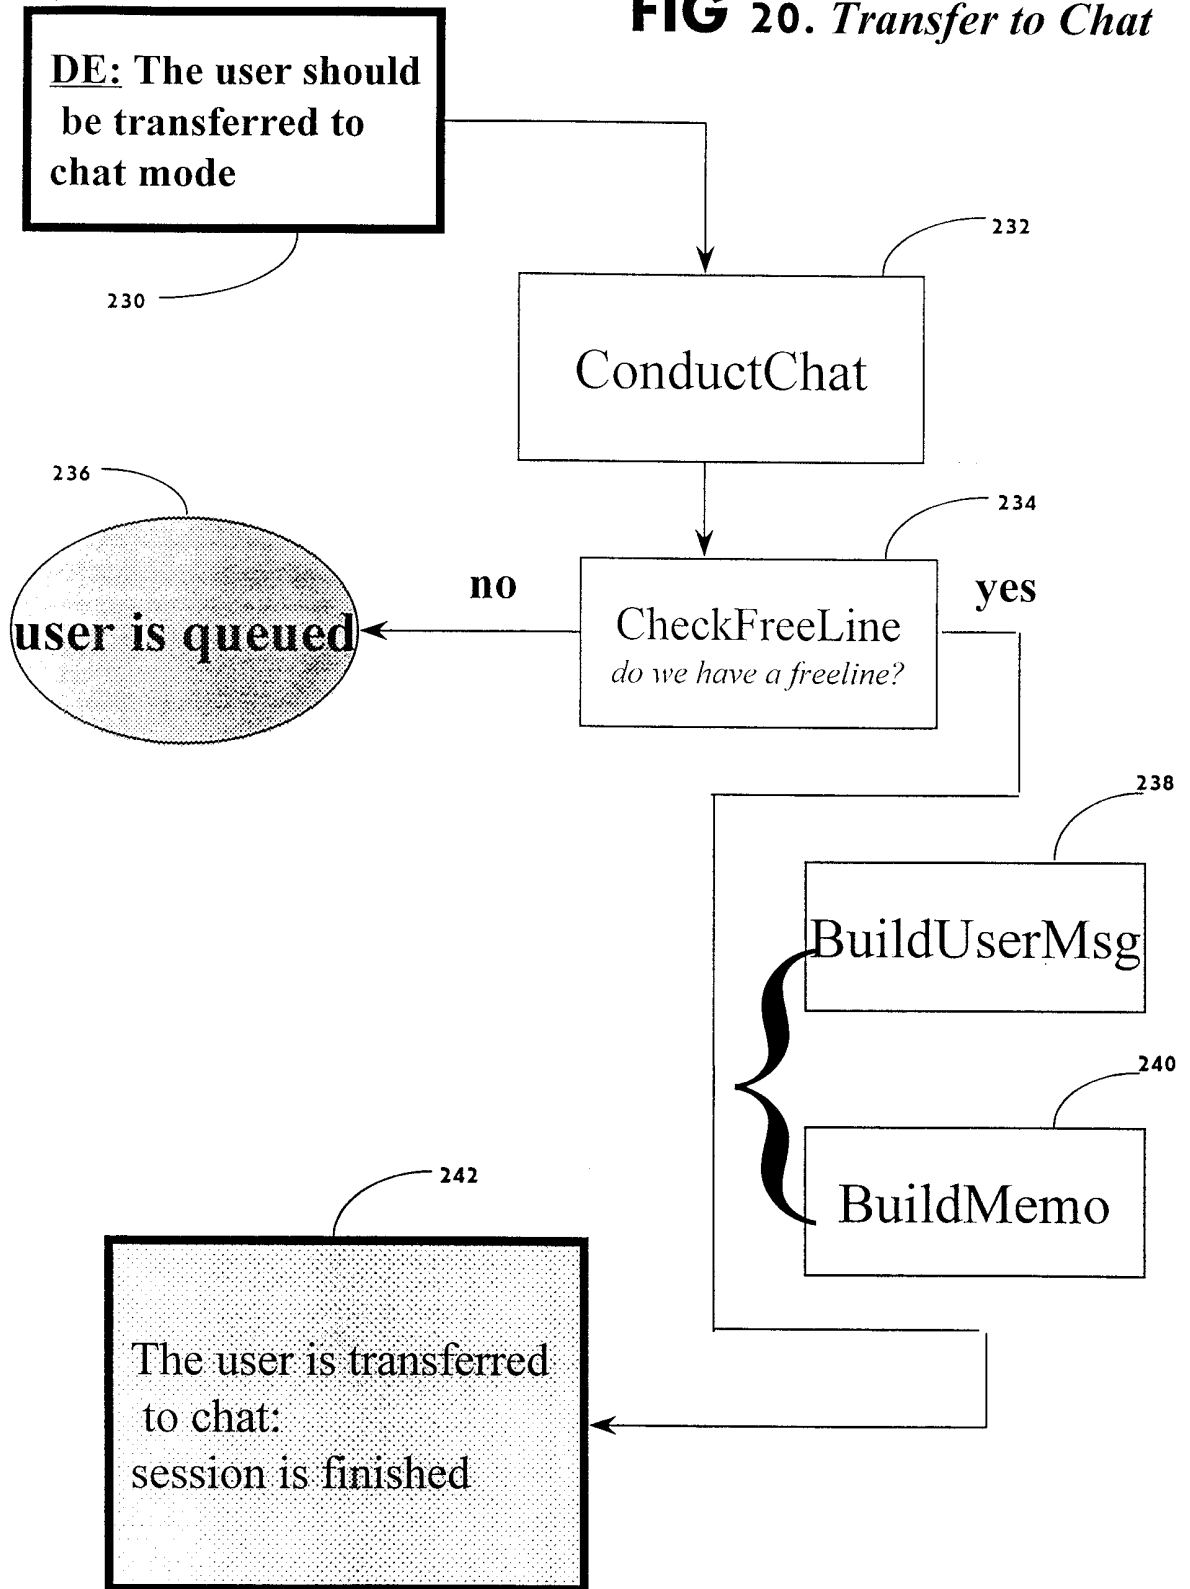 FIG 20. Transfer to Chat
DE: The user should
be transferred to
chat mode
230
232
ConductChat
236
234
user is queued
no
CheckFreeLine
do we have a freeline?
yes
238
BuildUserMsg
240
BuildMemo
242
The user is transferred
to chat:
session is finished